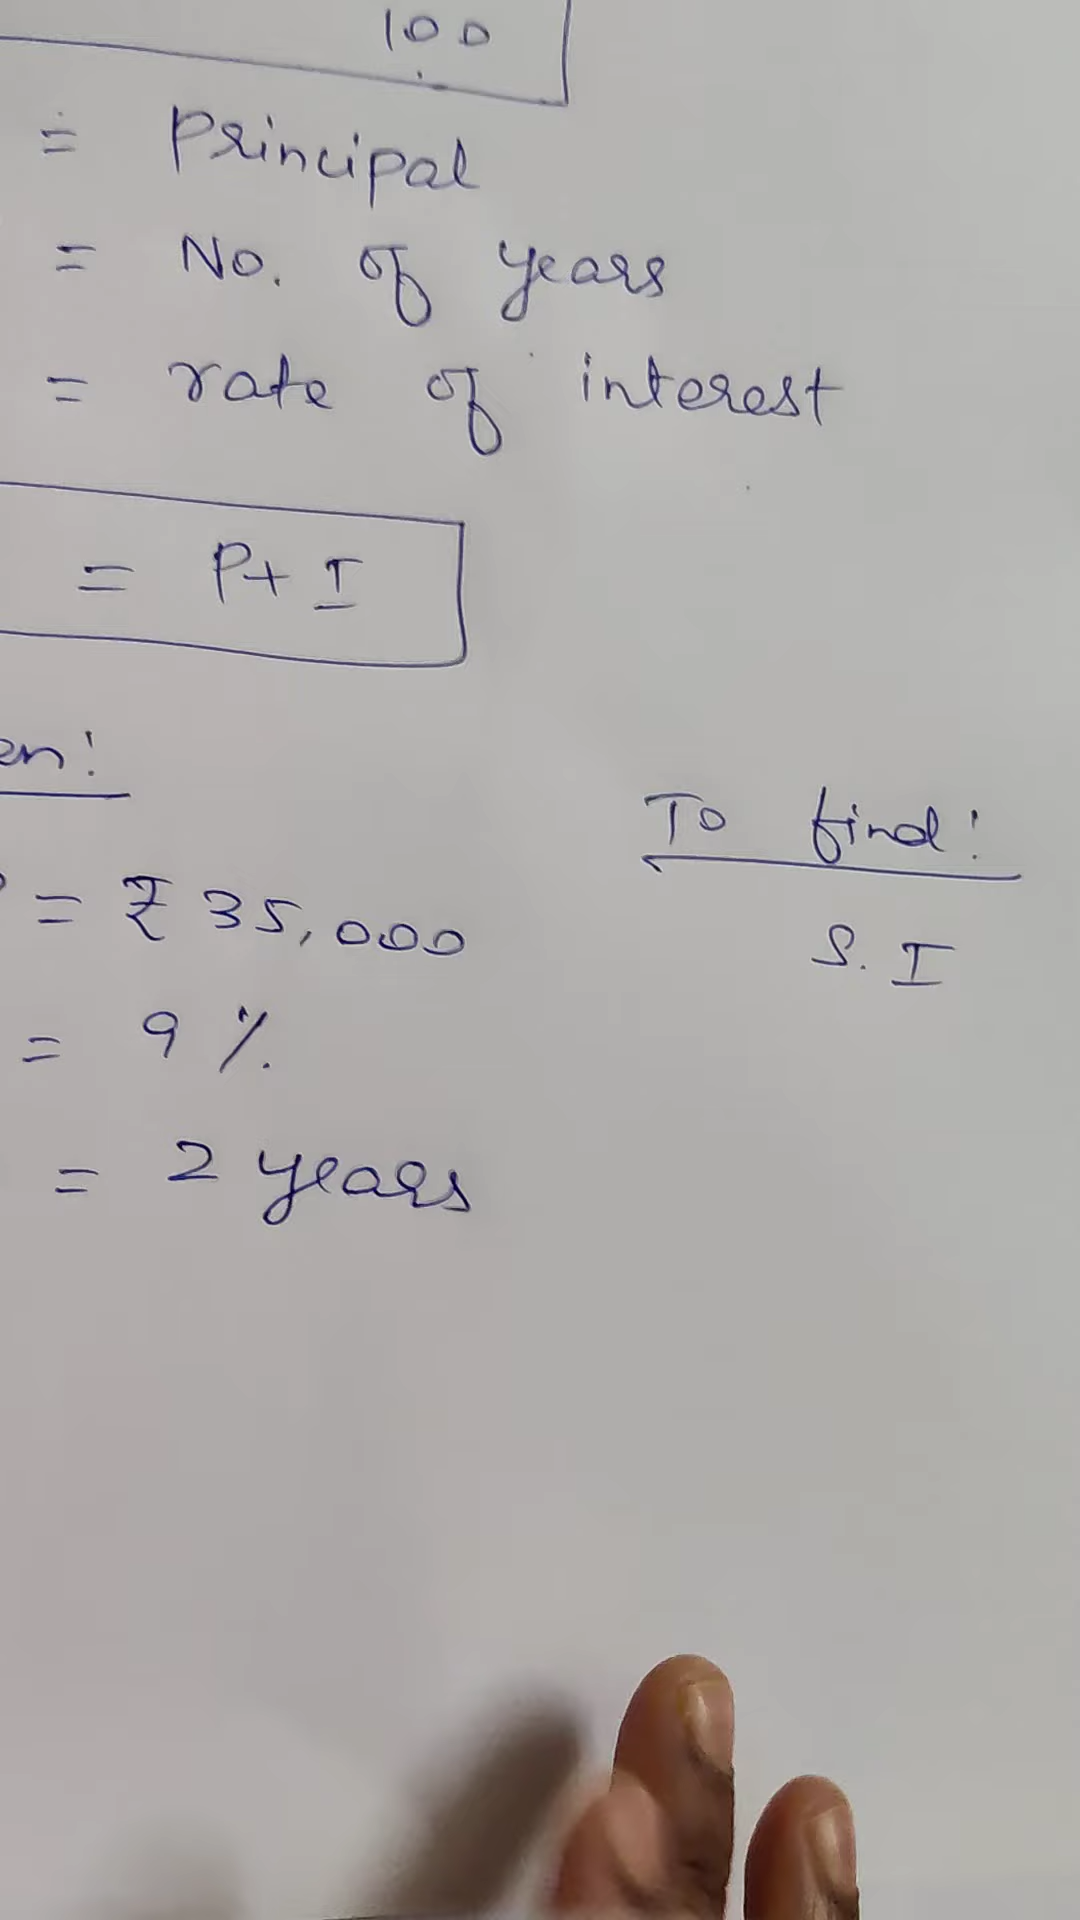 100
= Principal
= No. of years
= rate of interest
= P+ I
en:
To find:
= ₹ 35,000
S. I
= 9 %
= 2 years